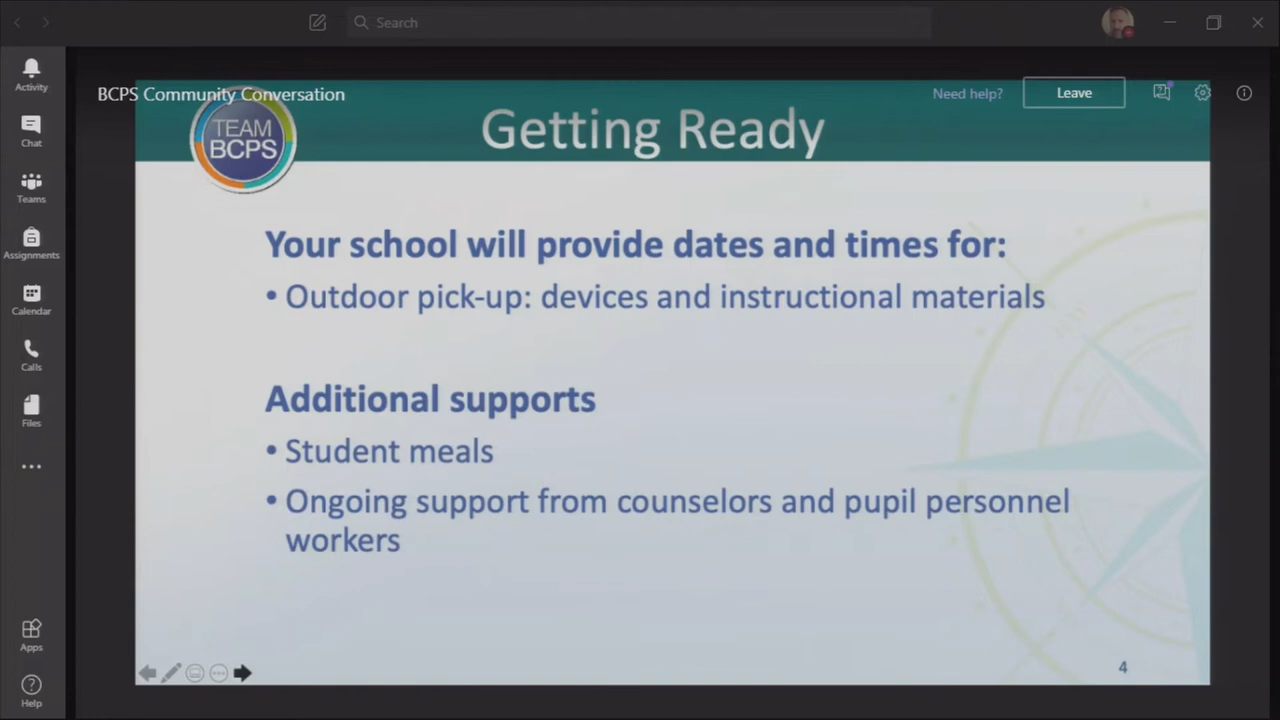 Search
Activity
Chat
Teams
Assignments
Calendar
Calls
Files
Apps
Help
BCPS Community Conversation
Need help?
Leave
TEAM
BCPS
Getting Ready
Your school will provide dates and times for:
• Outdoor pick-up: devices and instructional materials
Additional supports
• Student meals
• Ongoing support from counselors and pupil personnel
workers
4